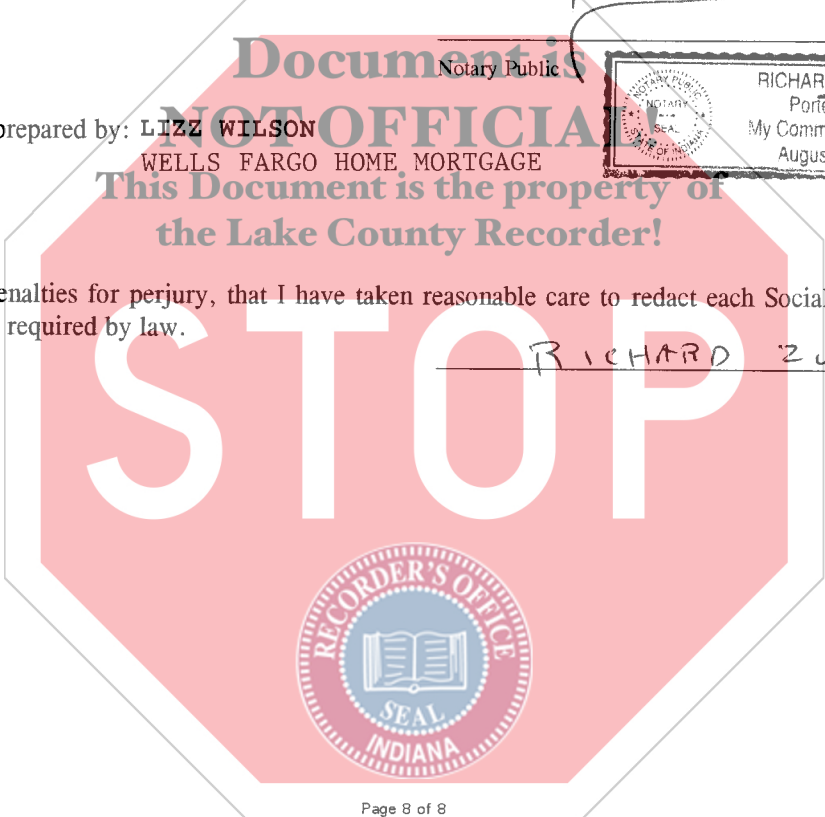 Document is
Notary Public
NOTARY PUBLIC
NOTARY
SEAL
STATE OF INDIANA
RICHAR
Porte
My Comm
Augus
NOT OFFICIAL!
prepared by: LIZZ WILSON
WELLS FARGO HOME MORTGAGE
This Document is the property of
the Lake County Recorder!
enalties for perjury, that I have taken reasonable care to redact each Social
required by law.
RICHARD ZU
STOP
RECORDER'S OFFICE
SEAL
INDIANA
Page 8 of 8